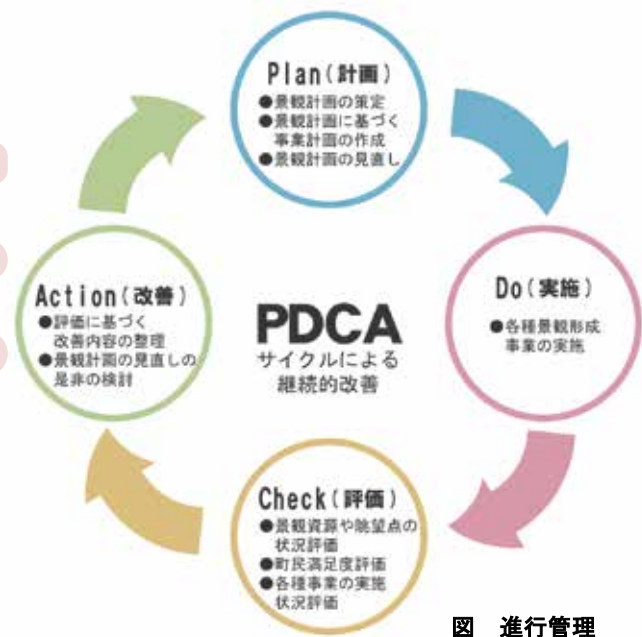 Plan(計画)
●景観計画の策定
●景観計画に基づく
事業計画の作成
●景観計画の見直し
Do(実施)
●各種景観形成
事業の実施
Check(評価)
●景観資源や眺望点の
状況評価
●町民満足度評価
●各種事業の実施
状況評価
Action(改善)
●評価に基づく
改善内容の整理
●景観計画の見直しの
是非の検討
PDCA
サイクルによる
継続的改善
図 進行管理